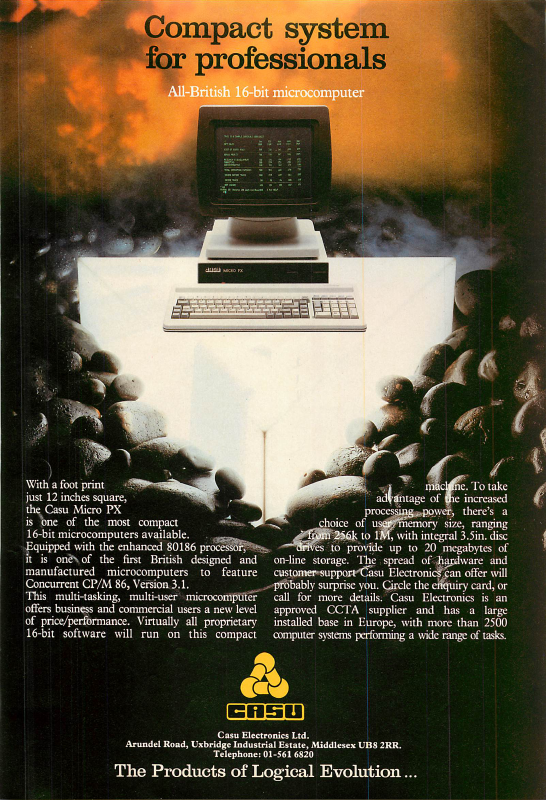 Compact system
for professionals
All-British 16-bit microcomputer
MICRO PX
With a foot print
just 12 inches square,
the Casu Micro PX
is one of the most compact
16-bit microcomputers available.
Equipped with the enhanced 80186 processor,
it is one of the first British designed and
manufactured microcomputers to feature
Concurrent CP/M 86, Version 3.1.
This multi-tasking, multi-user microcomputer
offers business and commercial users a new level
of price/performance. Virtually all proprietary
16-bit software will run on this compact
machine. To take
advantage of the increased
processing power, there's a
choice of user memory size, ranging
from 256k to 1M, with integral 3.5in. disc
drives to provide up to 20 megabytes of
on-line storage. The spread of hardware and
customer support Casu Electronics can offer will
probably surprise you. Circle the enquiry card, or
call for more details. Casu Electronics is an
approved CCTA supplier and has a large
installed base in Europe, with more than 2500
computer systems performing a wide range of tasks.
CASU
Casu Electronics Ltd.
Arundel Road, Uxbridge Industrial Estate, Middlesex UB8 2RR.
Telephone: 01-561 6820
The Products of Logical Evolution...